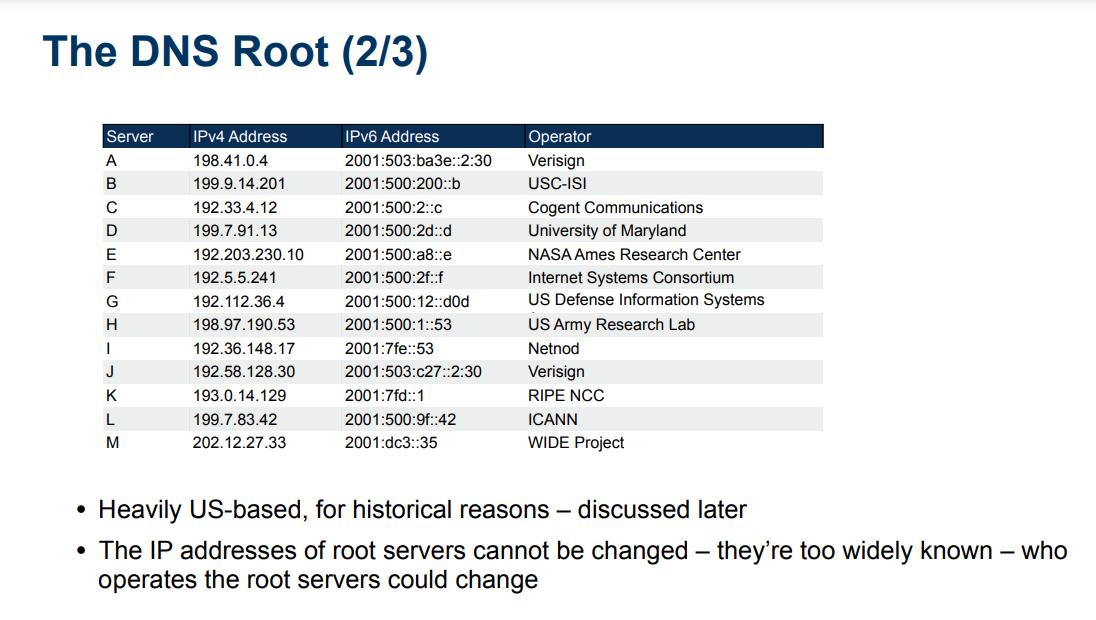 The DNS Root (2/3)
Server IPv4 Address IPv6 Address Operator
A 198.41.0.4 2001:503:ba3e::2:30 Verisign
B 199.9.14.201 2001:500:200::b USC-ISI
C 192.33.4.12 2001:500:2::c Cogent Communications
D 199.7.91.13 2001:500:2d::d University of Maryland
E 192.203.230.10 2001:500:a8::e NASA Ames Research Center
F 192.5.5.241 2001:500:2f::f Internet Systems Consortium
G 192.112.36.4 2001:500:12::d0d US Defense Information Systems
H 198.97.190.53 2001:500:1::53 US Army Research Lab
I 192.36.148.17 2001:7fe::53 Netnod
J 192.58.128.30 2001:503:c27::2:30 Verisign
K 193.0.14.129 2001:7fd::1 RIPE NCC
L 199.7.83.42 2001:500:9f::42 ICANN
M 202.12.27.33 2001:dc3::35 WIDE Project
• Heavily US-based, for historical reasons – discussed later
• The IP addresses of root servers cannot be changed – they’re too widely known – who
operates the root servers could change